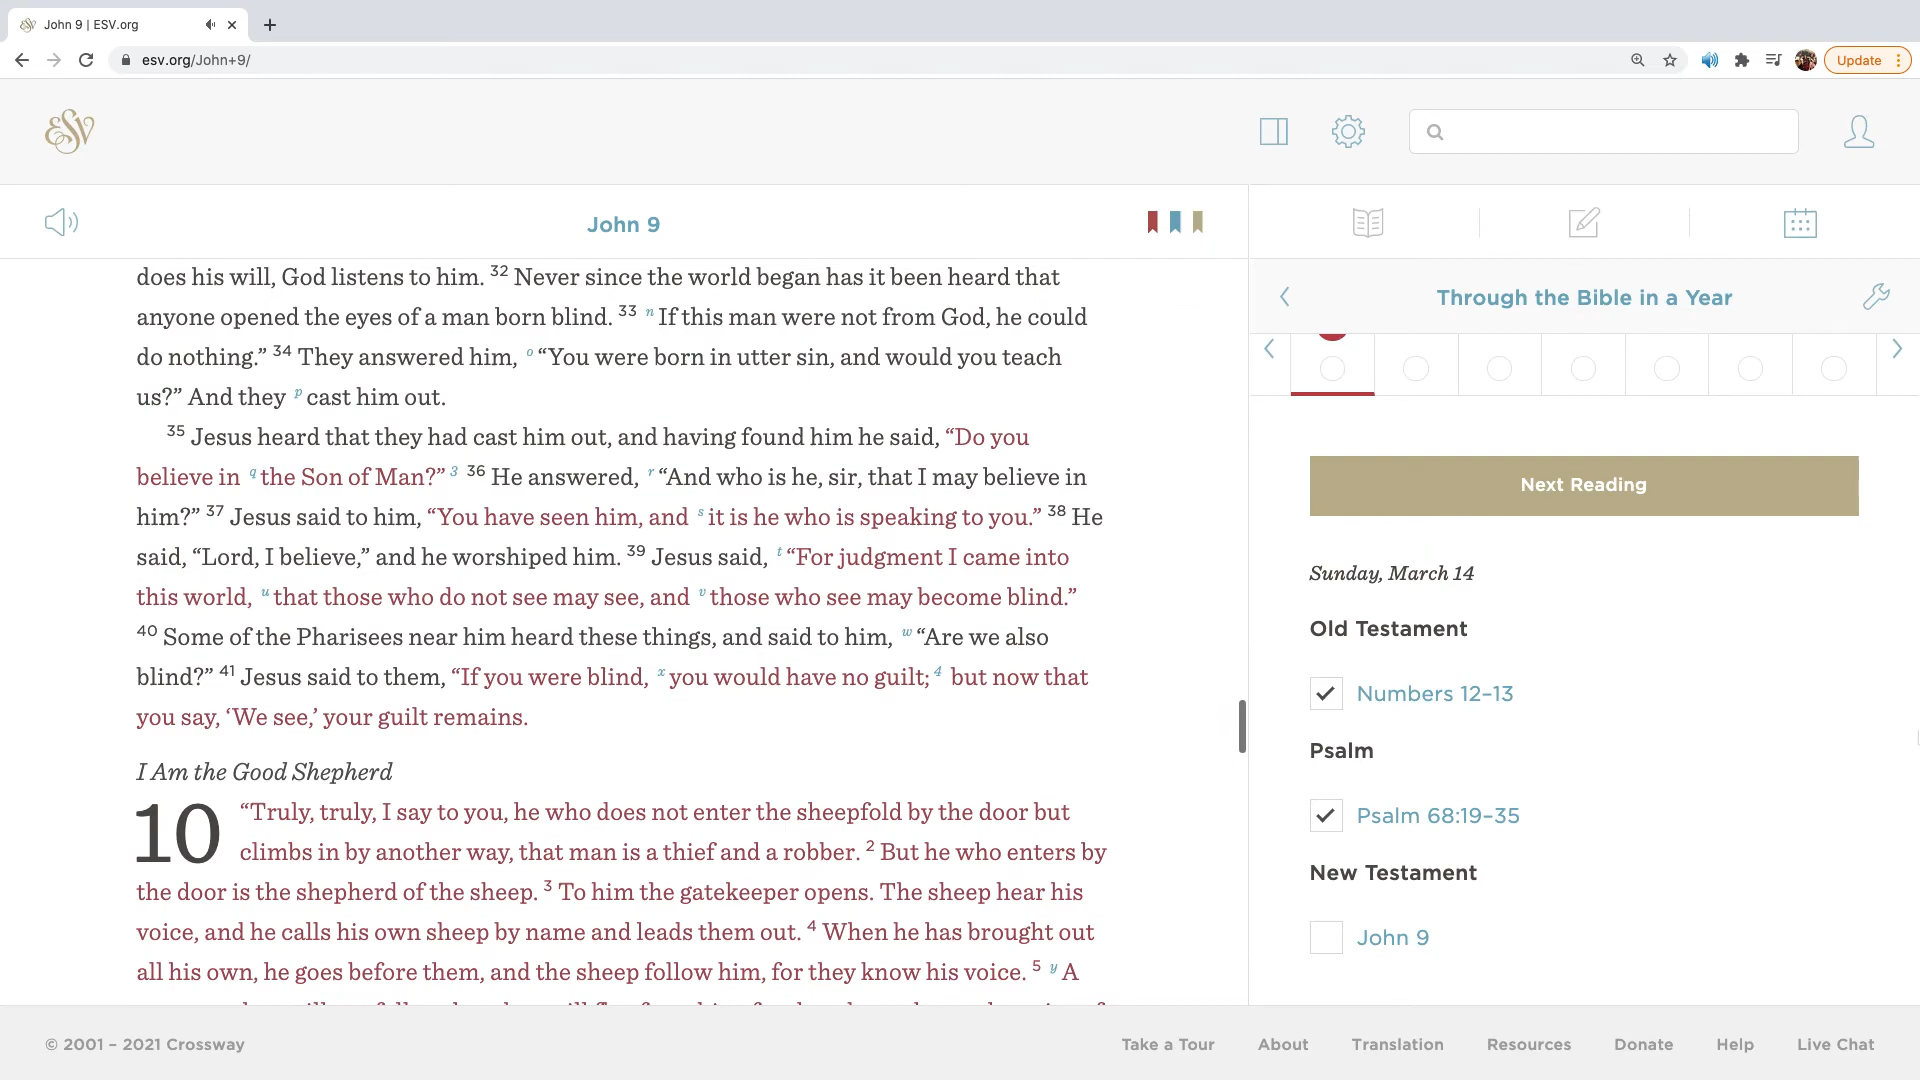 John 9 | ESV.org
esv.org/John+9/
Update
ESV
John 9
does his will, God listens to him. 32 Never since the world began has it been heard that
anyone opened the eyes of a man born blind. 33 n If this man were not from God, he could
do nothing.” 34 They answered him, o “You were born in utter sin, and would you teach
us?” And they p cast him out.
35 Jesus heard that they had cast him out, and having found him he said, “Do you
believe in q the Son of Man?” 3 36 He answered, r “And who is he, sir, that I may believe in
him?” 37 Jesus said to him, “You have seen him, and s it is he who is speaking to you.” 38 He
said, “Lord, I believe,” and he worshiped him. 39 Jesus said, t “For judgment I came into
this world, u that those who do not see may see, and v those who see may become blind.”
40 Some of the Pharisees near him heard these things, and said to him, w “Are we also
blind?” 41 Jesus said to them, “If you were blind, x you would have no guilt; 4 but now that
you say, ‘We see,’ your guilt remains.
I Am the Good Shepherd
10 “Truly, truly, I say to you, he who does not enter the sheepfold by the door but
climbs in by another way, that man is a thief and a robber. 2 But he who enters by
the door is the shepherd of the sheep. 3 To him the gatekeeper opens. The sheep hear his
voice, and he calls his own sheep by name and leads them out. 4 When he has brought out
all his own, he goes before them, and the sheep follow him, for they know his voice. 5 y A
Through the Bible in a Year
Next Reading
Sunday, March 14
Old Testament
Numbers 12–13
Psalm
Psalm 68:19–35
New Testament
John 9
© 2001 – 2021 Crossway
Take a Tour
About
Translation
Resources
Donate
Help
Live Chat